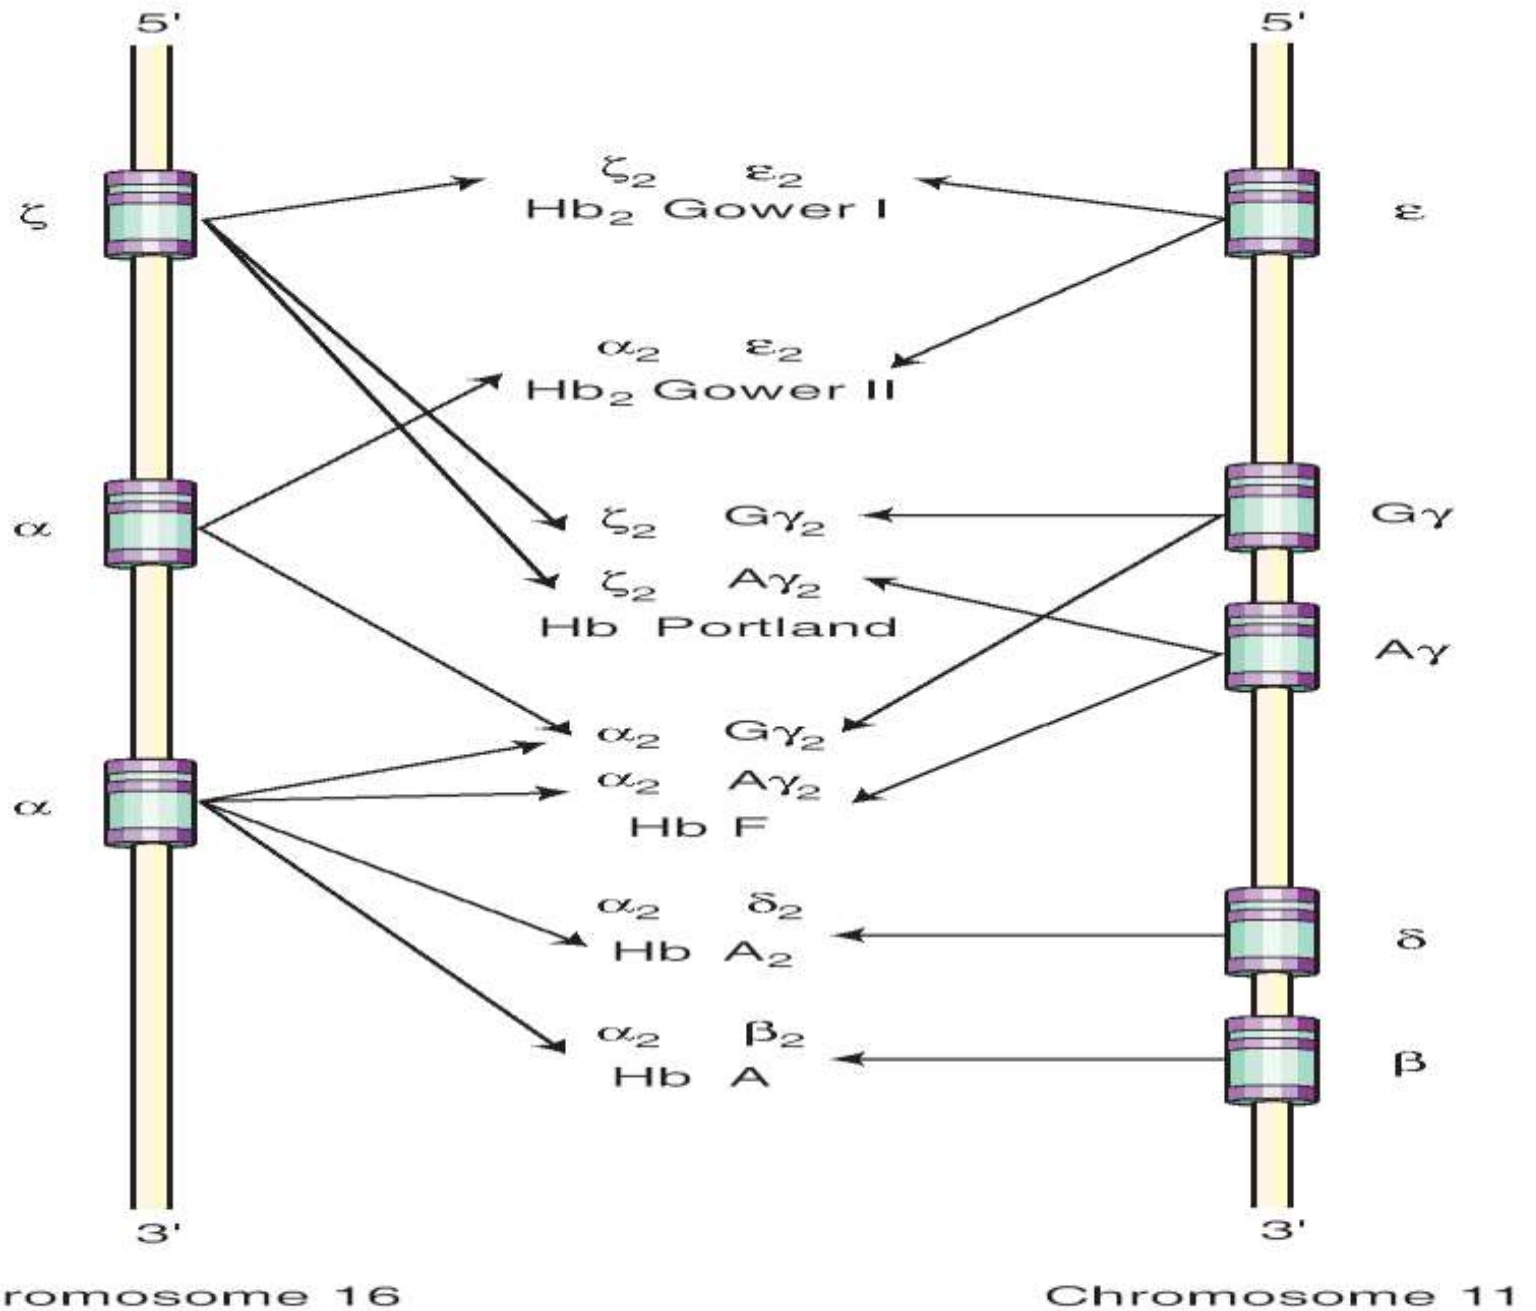 5' 5'
ζ₂ ε₂
ζ Hb₂ Gower I ε
α₂ ε₂
Hb₂ Gower II
α ζ₂ Gγ₂ Gγ
ζ₂ Aγ₂
Hb Portland Aγ
α₂ Gγ₂
α α₂ Aγ₂
Hb F
α₂ δ₂
Hb A₂ δ
α₂ β₂
Hb A β
3' 3'
romosome 16 Chromosome 11